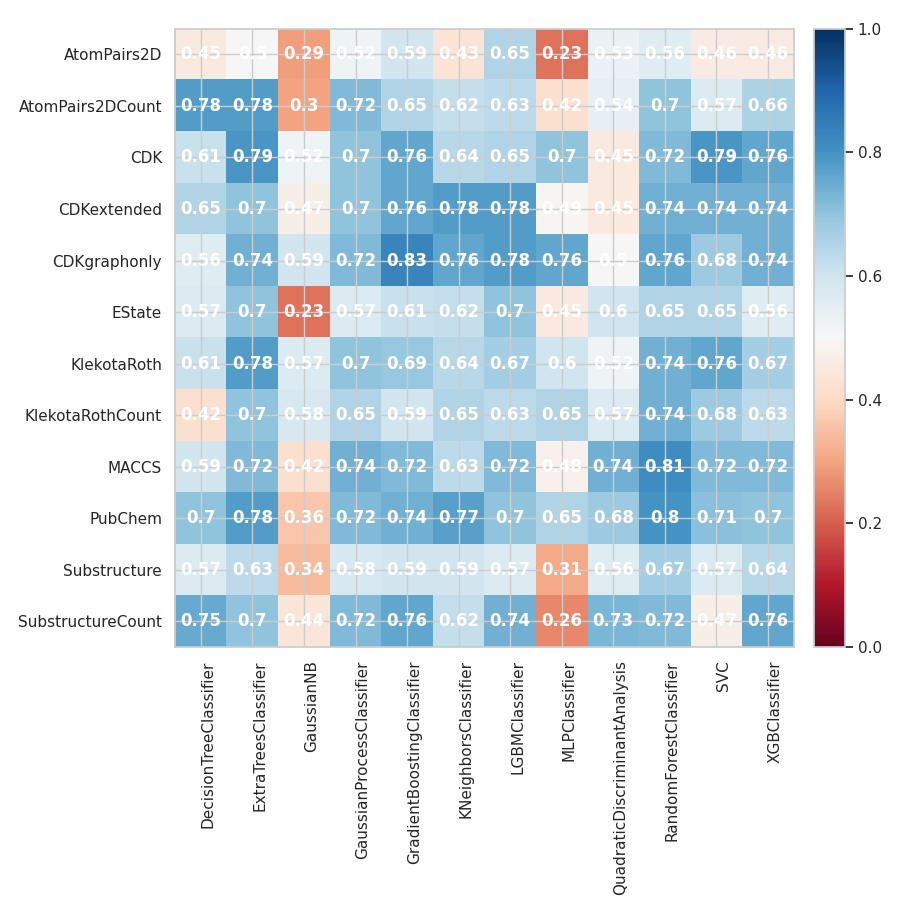 AtomPairs2D 0.45 0.5 0.29 0.52 0.59 0.43 0.65 0.23 0.53 0.56 0.46 0.46
AtomPairs2DCount 0.78 0.78 0.3 0.72 0.65 0.62 0.63 0.42 0.54 0.7 0.57 0.66
CDK 0.61 0.79 0.52 0.7 0.76 0.64 0.65 0.7 0.45 0.72 0.79 0.76
CDKextended 0.65 0.7 0.47 0.7 0.76 0.78 0.78 0.49 0.45 0.74 0.74 0.74
CDKgraphonly 0.56 0.74 0.59 0.72 0.83 0.76 0.78 0.76 0.5 0.76 0.68 0.74
EState 0.57 0.7 0.23 0.57 0.61 0.62 0.7 0.45 0.6 0.65 0.65 0.56
KlekotaRoth 0.61 0.78 0.57 0.7 0.69 0.64 0.67 0.6 0.52 0.74 0.76 0.67
KlekotaRothCount 0.42 0.7 0.58 0.65 0.59 0.65 0.63 0.65 0.57 0.74 0.68 0.63
MACCS 0.59 0.72 0.42 0.74 0.72 0.63 0.72 0.48 0.74 0.81 0.72 0.72
PubChem 0.7 0.78 0.36 0.72 0.74 0.77 0.7 0.65 0.68 0.8 0.71 0.7
Substructure 0.57 0.63 0.34 0.58 0.59 0.59 0.57 0.31 0.56 0.67 0.57 0.64
SubstructureCount 0.75 0.7 0.44 0.72 0.76 0.62 0.74 0.26 0.73 0.72 0.47 0.76
DecisionTreeClassifier
ExtraTreesClassifier
GaussianNB
GaussianProcessClassifier
GradientBoostingClassifier
KNeighborsClassifier
LGBMClassifier
MLPClassifier
QuadraticDiscriminantAnalysis
RandomForestClassifier
SVC
XGBClassifier
1.0
0.8
0.6
0.4
0.2
0.0